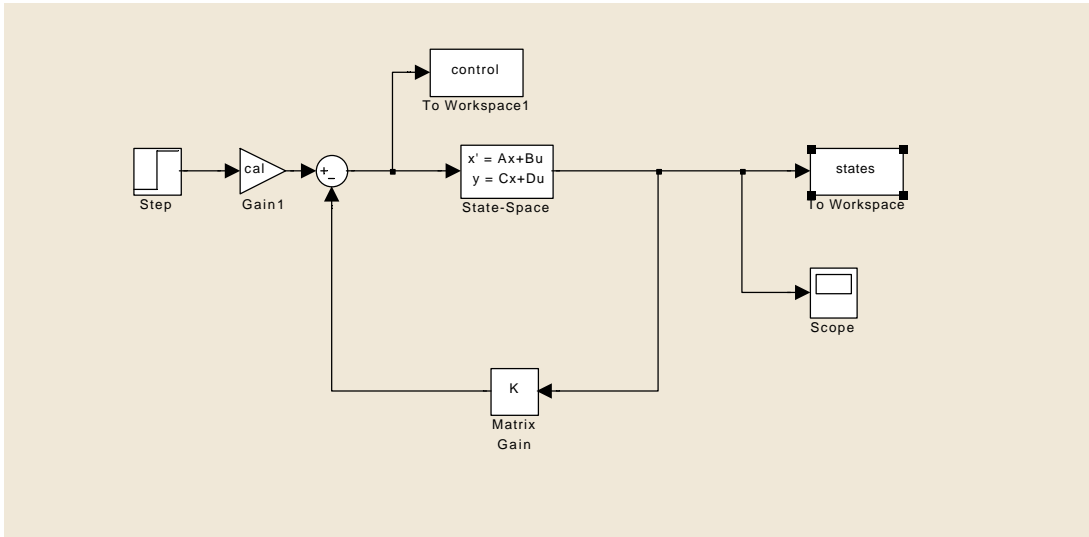 control
To Workspace1
Step
cal
Gain1
+
−
x' = Ax+Bu
y = Cx+Du
State-Space
states
To Workspace
Scope
K
Matrix
Gain